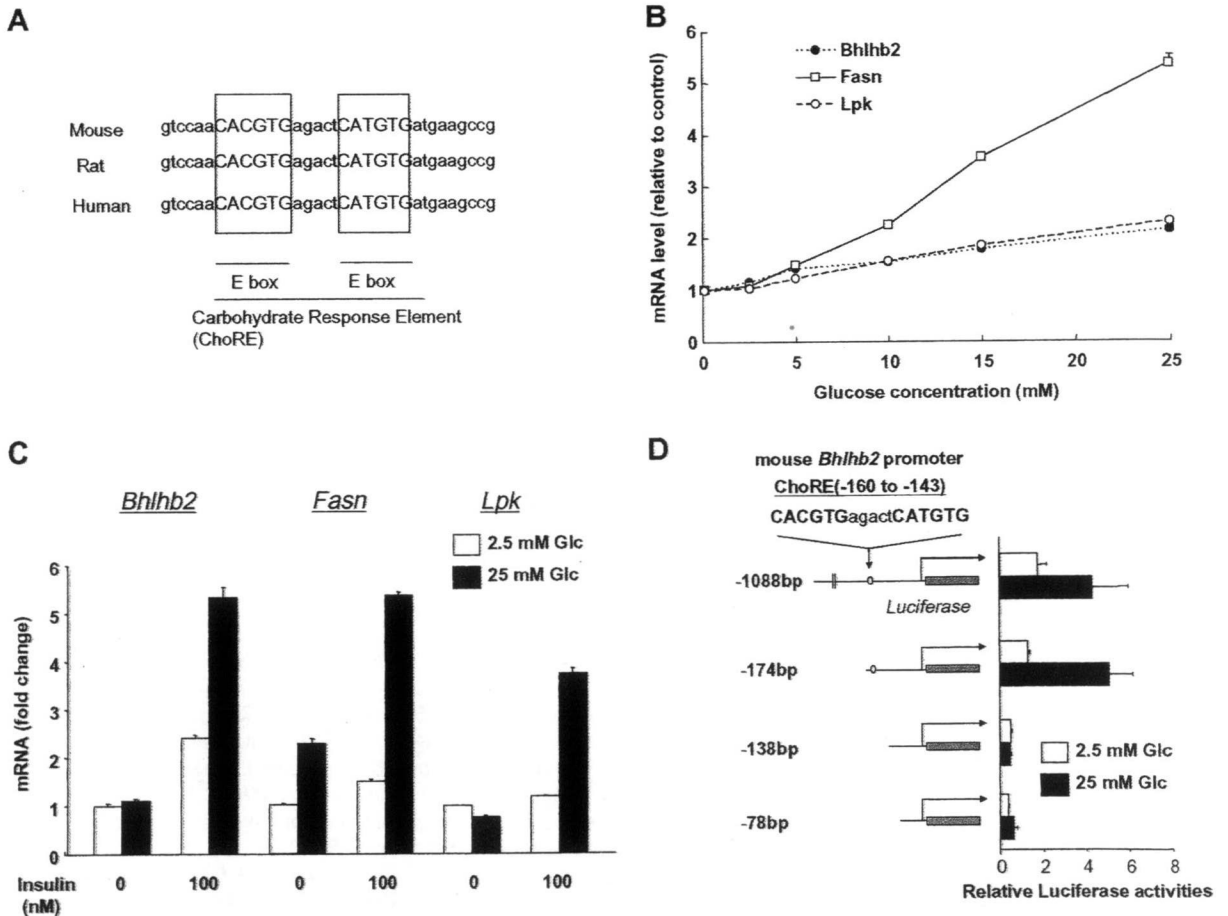 A
Mouse gtccaaCACGTGagactCATGTGatgaagccg
Rat gtccaaCACGTGagactCATGTGatgaagccg
Human gtccaaCACGTGagactCATGTGatgaagccg
E box E box
Carbohydrate Response Element
(ChoRE)
B
mRNA level (relative to control)
6
5
4
3
2
1
0
Bhlhb2
Fasn
Lpk
0 5 10 15 20 25
Glucose concentration (mM)
C
Bhlhb2 Fasn Lpk
2.5 mM Glc
25 mM Glc
mRNA (fold change)
6
5
4
3
2
1
0
Insulin 0 100 0 100 0 100
(nM)
D
mouse Bhlhb2 promoter
ChoRE(-160 to -143)
CACGTGagactCATGTG
-1088bp
Luciferase
-174bp
-138bp
-78bp
2.5 mM Glc
25 mM Glc
0 2 4 6 8
Relative Luciferase activities